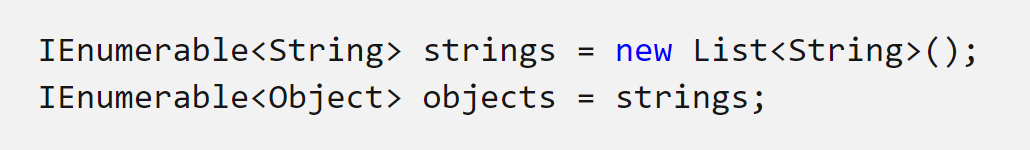 IEnumerable<String> strings = new List<String>();
IEnumerable<Object> objects = strings;